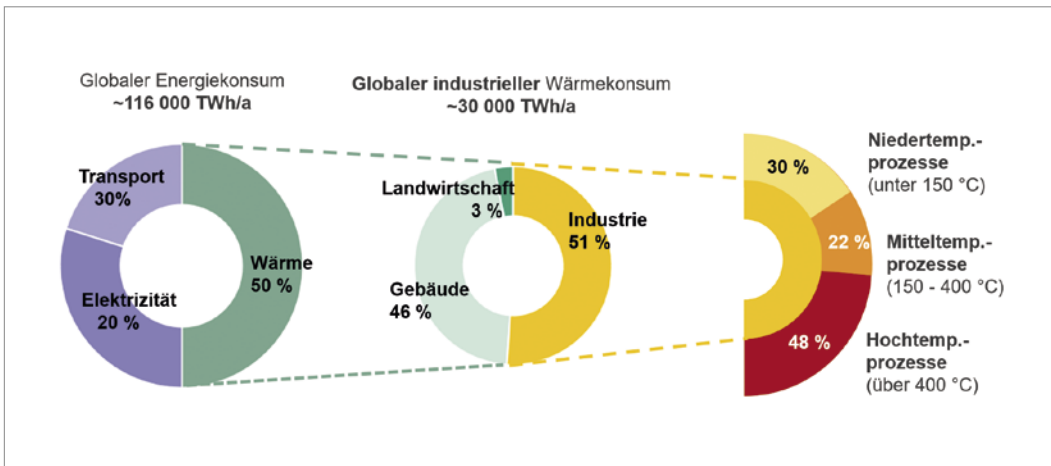 Globaler Energiekonsum
~116 000 TWh/a
Transport
30%
Elektrizität
20 %
Wärme
50 %
Globaler industrieller Wärmekonsum
~30 000 TWh/a
Landwirtschaft
3 %
Gebäude
46 %
Industrie
51 %
30 %
Niedertemp.-
prozesse
(unter 150 °C)
22 %
Mitteltemp.-
prozesse
(150 - 400 °C)
48 %
Hochtemp.-
prozesse
(über 400 °C)